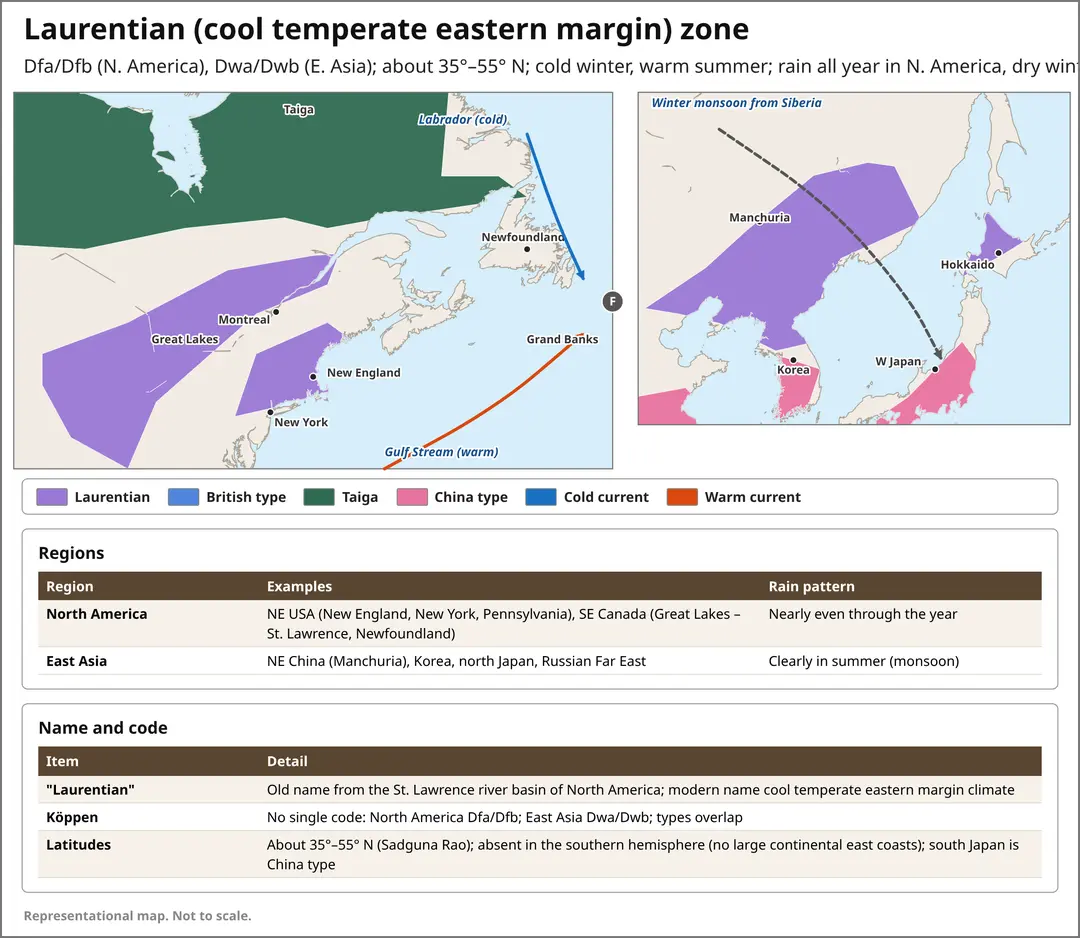 Laurentian (cool temperate eastern margin) zone
Dfa/Dfb (N. America), Dwa/Dwb (E. Asia); about 35°–55° N; cold winter, warm summer; rain all year in N. America, dry
Taiga
Labrador (cold)
Newfoundland
F
Montreal
Great Lakes
Grand Banks
New England
New York
Gulf Stream (warm)
Winter monsoon from Siberia
Manchuria
Hokkaido
W Japan
Korea
Laurentian
British type
Taiga
China type
Cold current
Warm current
Regions
Region Examples Rain pattern
North America NE USA (New England, New York, Pennsylvania), SE Canada (Great Lakes – Nearly even through the year
St. Lawrence, Newfoundland)
East Asia NE China (Manchuria), Korea, north Japan, Russian Far East Clearly in summer (monsoon)
Name and code
Item Detail
"Laurentian" Old name from the St. Lawrence river basin of North America; modern name cool temperate eastern margin climate
Köppen No single code: North America Dfa/Dfb; East Asia Dwa/Dwb; types overlap
Latitudes About 35°–55° N (Sadguna Rao); absent in the southern hemisphere (no large continental east coasts); south Japan is
China type
Representational map. Not to scale.